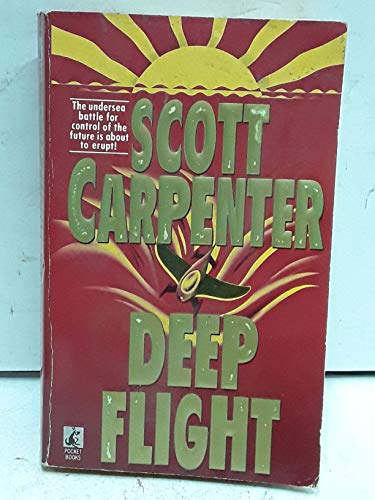 The undersea
battle for
control of the
future is about
to erupt!
SCOTT
CARPENTER
DEEP
FLIGHT
POCKET
BOOKS